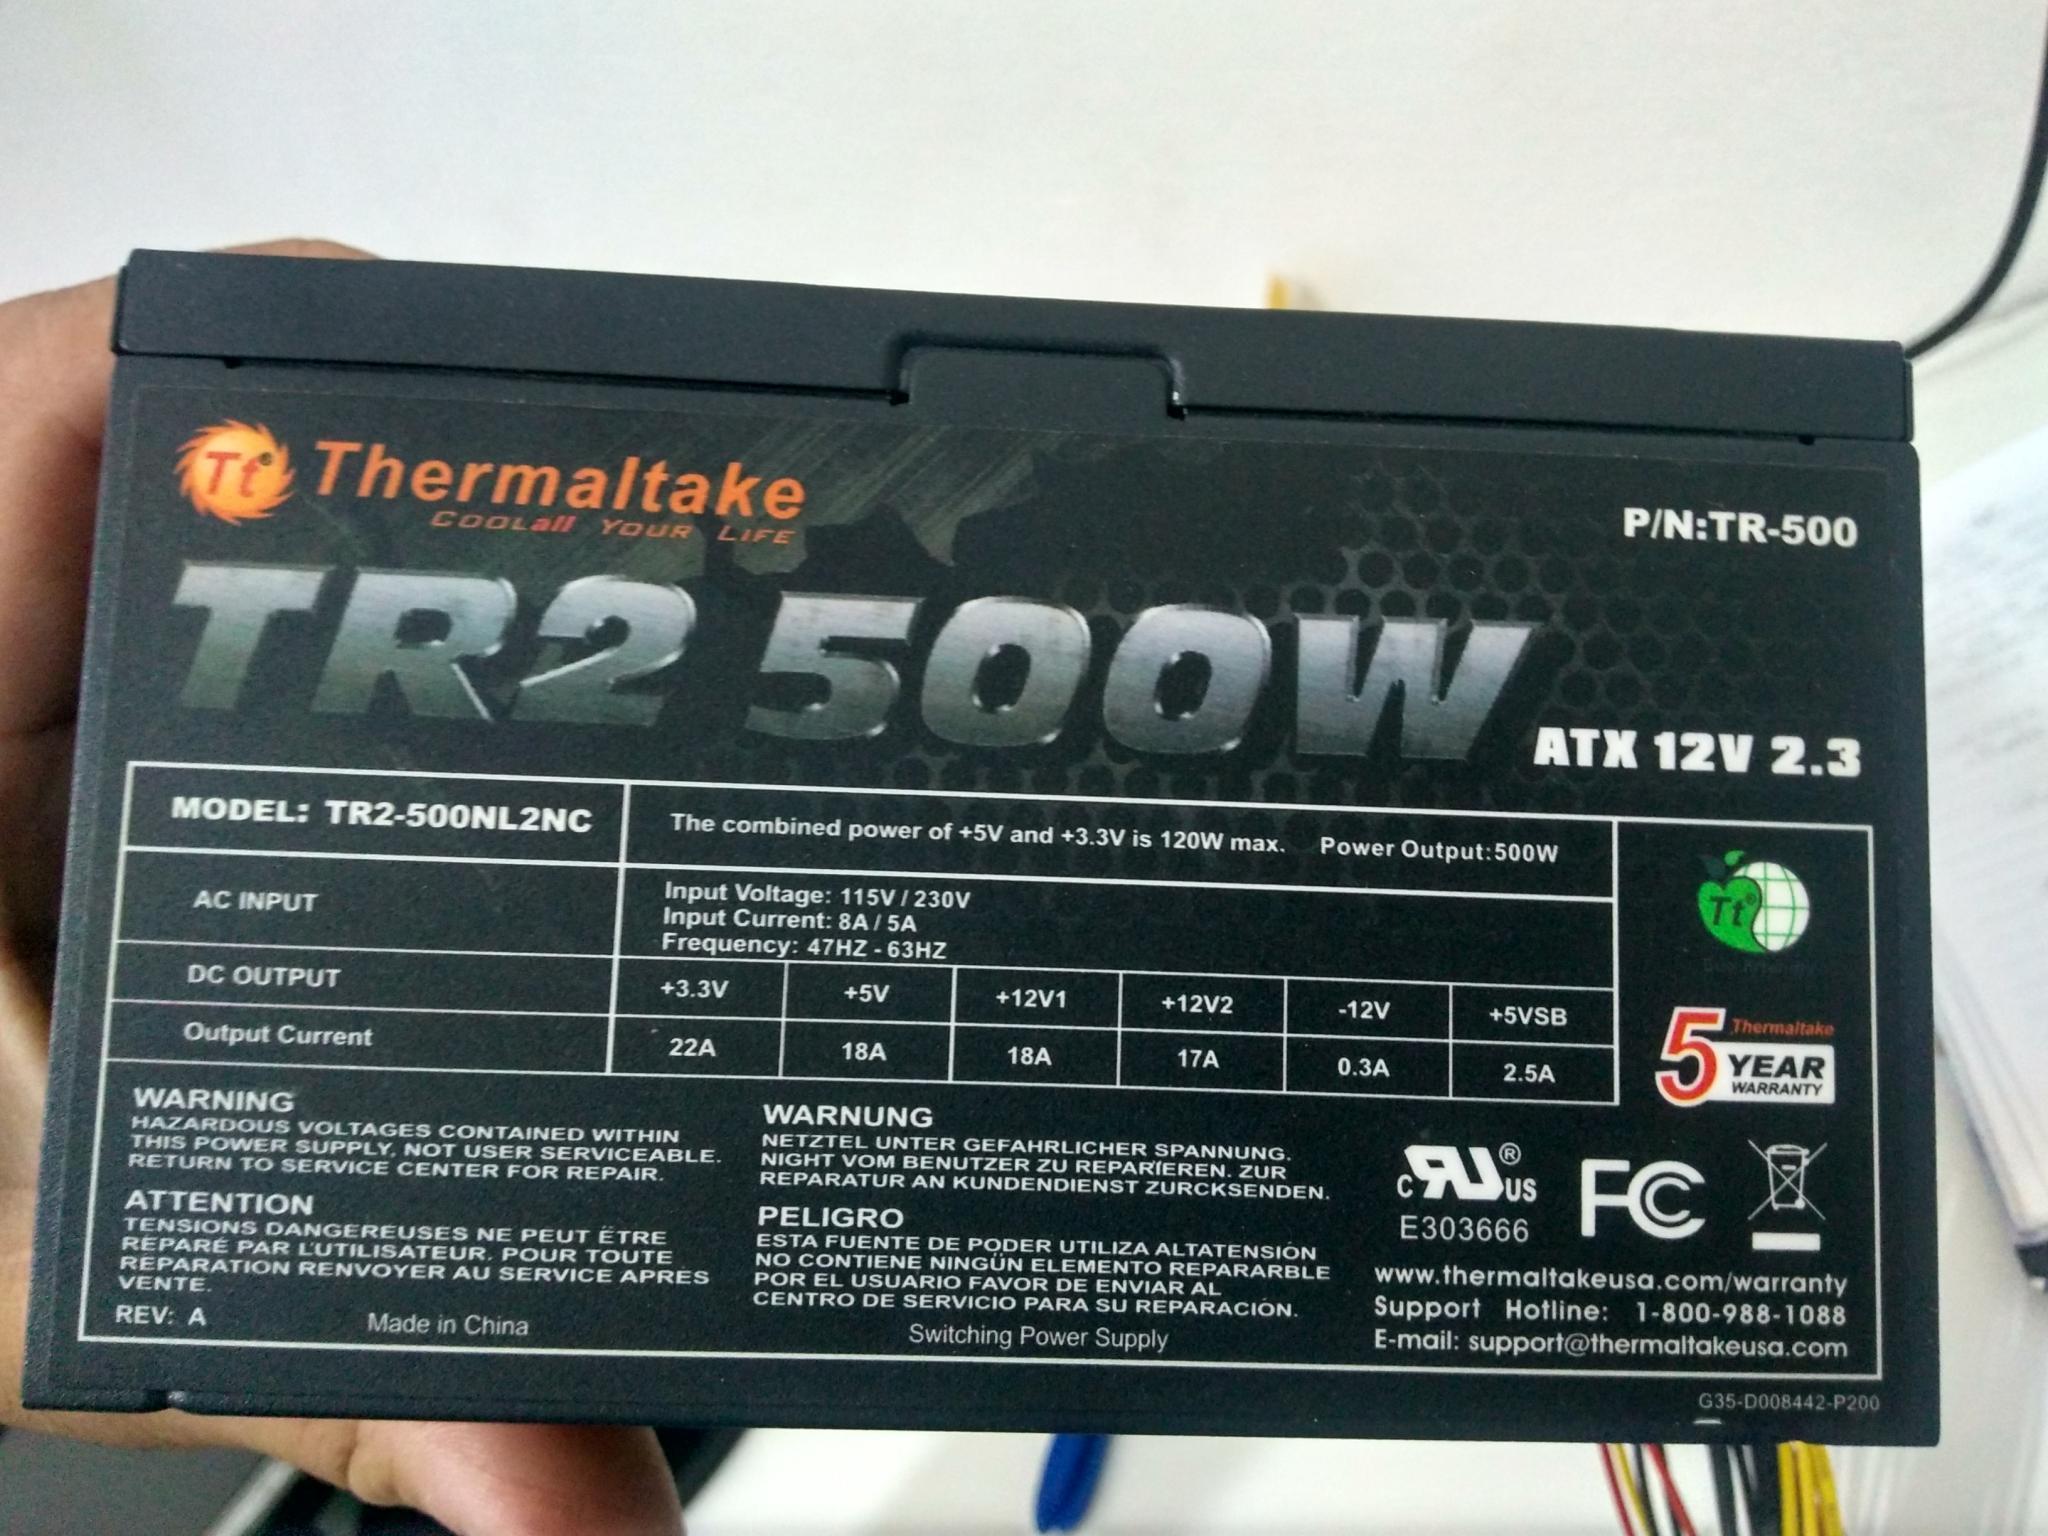 Tt® Thermaltake
COOLall YOUR LIFE
P/N:TR-500
TR2 500W
ATX 12V 2.3
MODEL: TR2-500NL2NC
The combined power of +5V and +3.3V is 120W max. Power Output:500W
AC INPUT
Input Voltage: 115V / 230V
Input Current: 8A / 5A
Frequency: 47HZ - 63HZ
DC OUTPUT +3.3V +5V +12V1 +12V2 -12V +5VSB
Output Current 22A 18A 18A 17A 0.3A 2.5A
Tt®
5 Thermaltake
YEAR
WARRANTY
WARNING
HAZARDOUS VOLTAGES CONTAINED WITHIN
THIS POWER SUPPLY, NOT USER SERVICEABLE.
RETURN TO SERVICE CENTER FOR REPAIR.
ATTENTION
TENSIONS DANGEREUSES NE PEUT ËTRE
REPARÉ PAR L'UTILISATEUR. POUR TOUTE
REPARATION RENVOYER AU SERVICE APRÉS
VENTE.
REV: A
Made in China
WARNUNG
NETZTEL UNTER GEFAHRLICHER SPANNUNG.
NIGHT VOM BENUTZER ZU REPARIEREN. ZUR
REPARATUR AN KUNDENDIENST ZURCKSENDEN.
PELIGRO
ESTA FUENTE DE PODER UTILIZA ALTATENSIÓN
NO CONTIENE NINGÜN ELEMENTO REPARARBLE
POR EL USUARIO FAVOR DE ENVIAR AL
CENTRO DE SERVICIO PARA SU REPARACIÓN.
Switching Power Supply
C RU ® US
E303666
FC
www.thermaltakeusa.com/warranty
Support Hotline: 1-800-988-1088
E-mail: support@thermaltakeusa.com
G35-D008442-P200